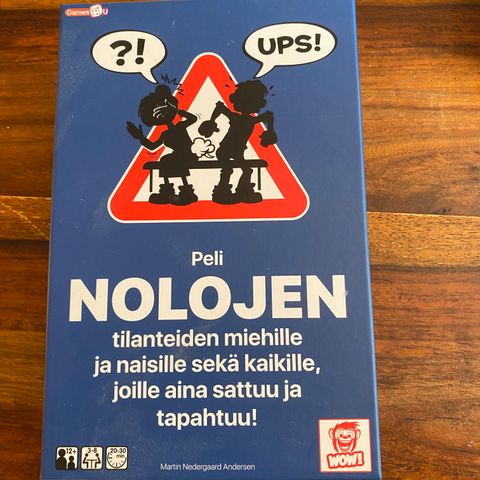 Games4U
?!
UPS!
Peli
NOLOJEN
tilanteiden miehille
ja naisille sekä kaikille,
joille aina sattuu ja
tapahtuu!
12+
3-8
20-30
min
Martin Nedergaard Andersen
WOW!